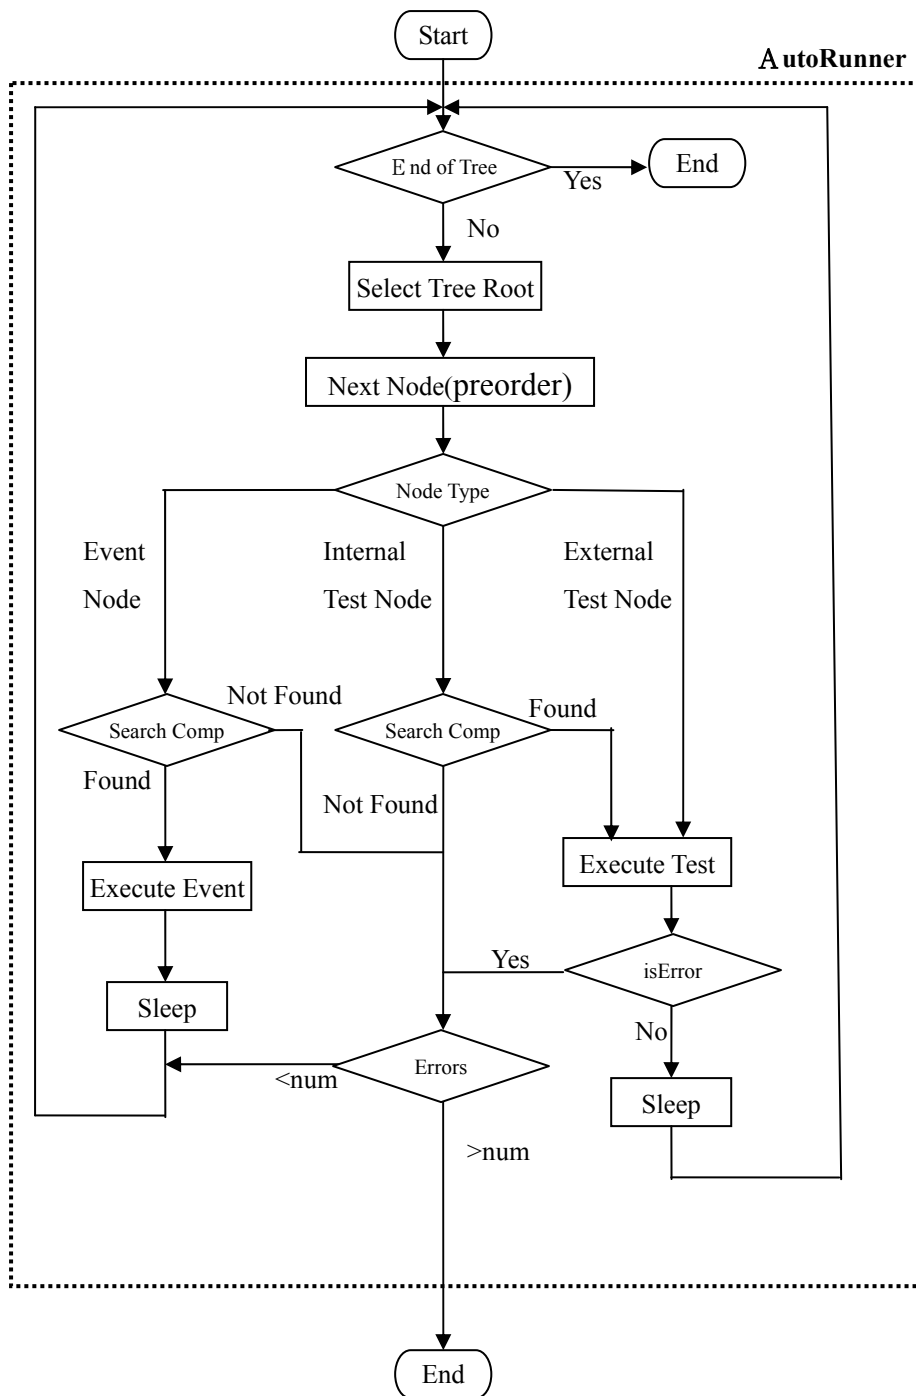 Start
AutoRunner
End of Tree
Yes
End
No
Select Tree Root
Next Node(preorder)
Node Type
Event
Node
Internal
Test Node
External
Test Node
Not Found
Found
Search Comp
Search Comp
Found
Not Found
Execute Event
Execute Test
Yes
isError
Sleep
No
Errors
<num
Sleep
>num
End